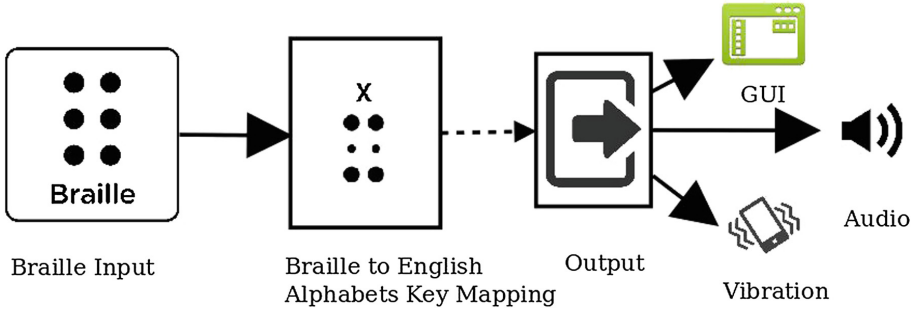 Braille
Braille Input
X
Braille to English
Alphabets Key Mapping
Output
GUI
Audio
Vibration